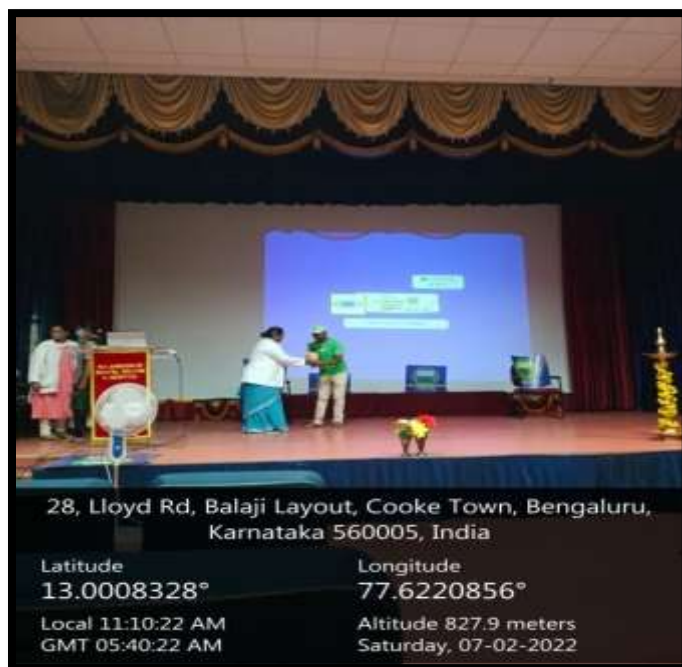 28, Lloyd Rd, Balaji Layout, Cooke Town, Bengaluru,
Karnataka 560005, India
Latitude
13.0008328°
Longitude
77.6220856°
Local 11:10:22 AM
GMT 05:40:22 AM
Altitude 827.9 meters
Saturday, 07-02-2022